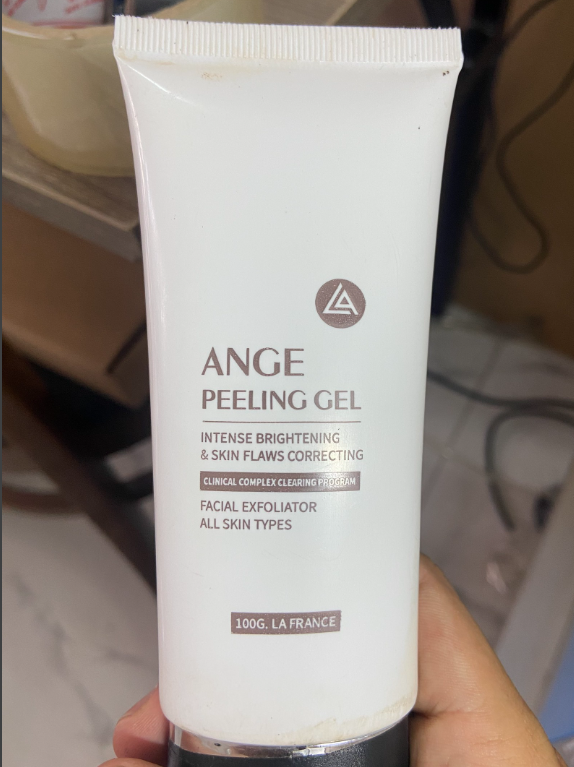 LA
ANGE
PEELING GEL
INTENSE BRIGHTENING
& SKIN FLAWS CORRECTING
CLINICAL COMPLEX CLEARING PROGRAM
FACIAL EXFOLIATOR
ALL SKIN TYPES
100G. LA FRANCE